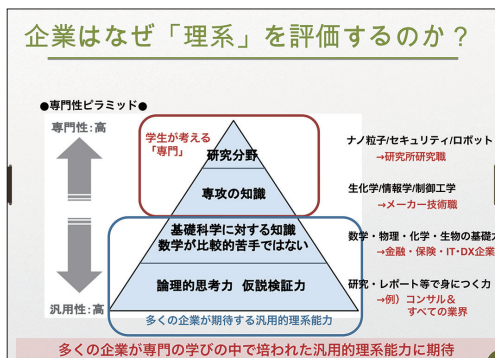 企業はなぜ「理系」を評価するのか？
●専門性ピラミッド●
専門性:高
学生が考える
「専門」
研究分野
ナノ粒子/セキュリティ/ロボット
→研究所研究職
専攻の知識
生化学/情報学/制御工学
→メーカー技術職
基礎科学に対する知識
数学が比較的苦手ではない
数学・物理・化学・生物の基礎力
→金融・保険・IT・DX企業
論理的思考力 仮説検証力
研究・レポート等で身につく力
→例）コンサル＆
すべての業界
汎用性:高
多くの企業が期待する汎用的理系能力
多くの企業が専門の学びの中で培われた汎用的理系能力に期待